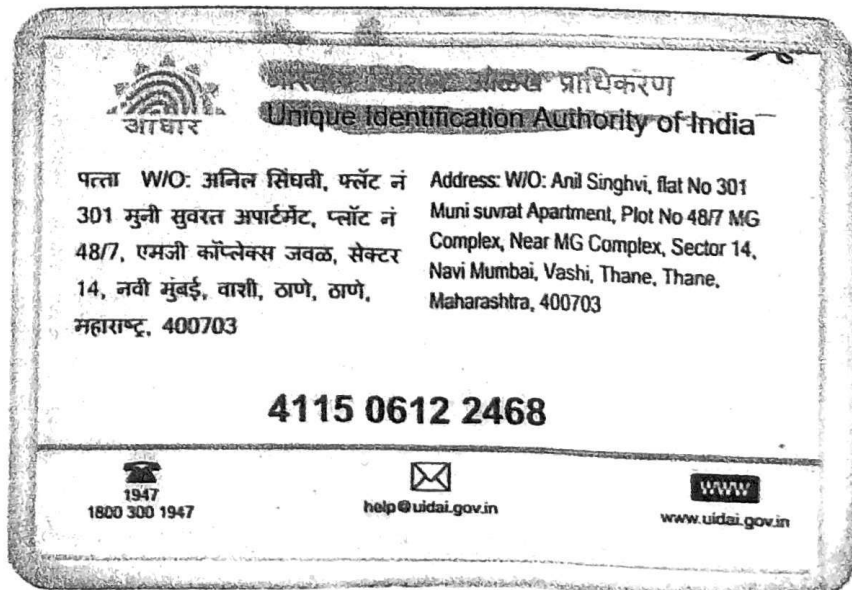 आधार
प्राधिकरण
Unique Identification Authority of India
पत्ता W/O: अनिल सिंघवी, फ्लॅट नं
301 मुनी सुवरत अपार्टमेंट, प्लॉट नं
48/7, एमजी कॉप्लेक्स जवळ, सेक्टर
14, नवी मुंबई, वाशी, ठाणे, ठाणे,
महाराष्ट्र, 400703
Address: W/O: Anil Singhvi, flat No 301
Muni suvrat Apartment, Plot No 48/7 MG
Complex, Near MG Complex, Sector 14,
Navi Mumbai, Vashi, Thane, Thane,
Maharashtra, 400703
4115 0612 2468
1947
1800 300 1947
help@uidai.gov.in
www
www.uidai.gov.in